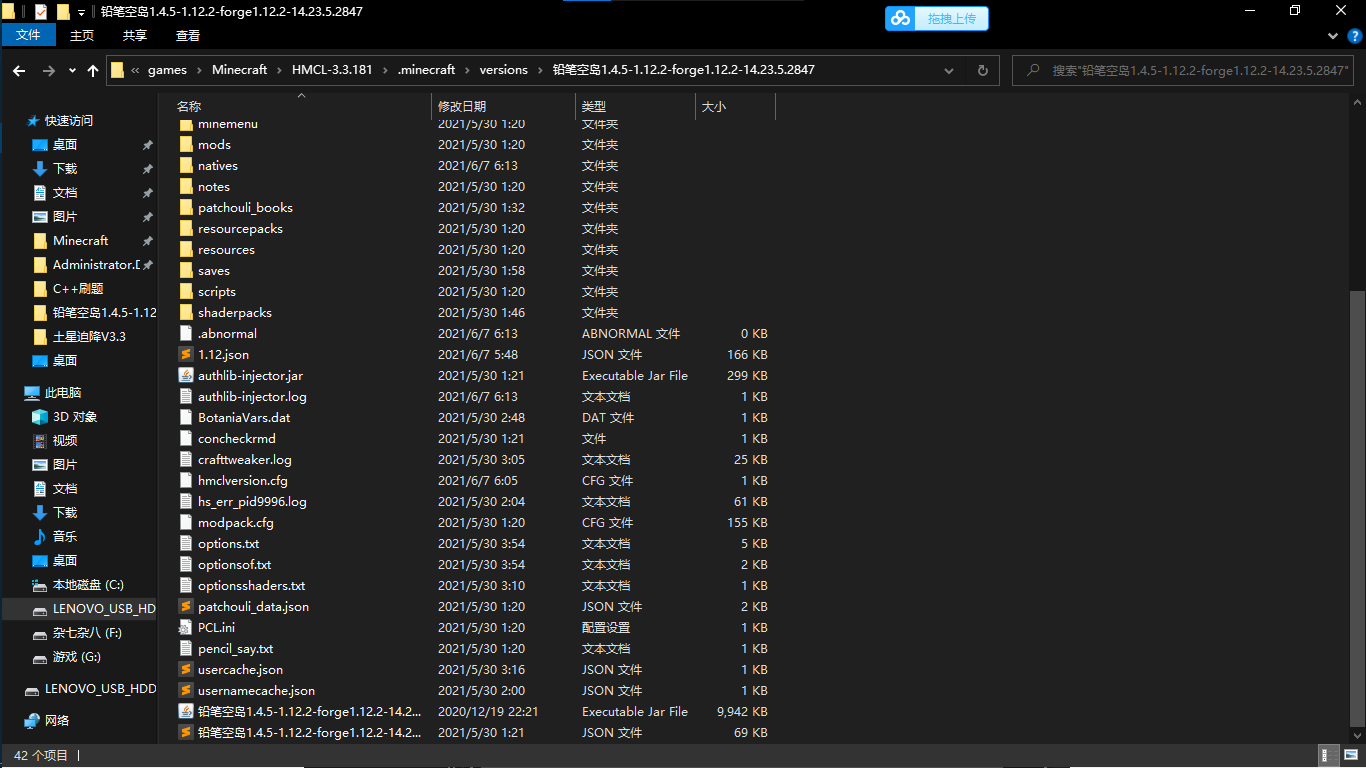 铅笔空岛1.4.5-1.12.2-forge1.12.2-14.23.5.2847
拖拽上传
文件 主页 共享 查看
« games › Minecraft › HMCL-3.3.181 › .minecraft › versions › 铅笔空岛1.4.5-1.12.2-forge1.12.2-14.23.5.2847
搜索"铅笔空岛1.4.5-1.12.2-forge1.12.2-14.23.5.2847"
快速访问
桌面
下载
文档
图片
Minecraft
Administrator.D
C++刷题
铅笔空岛1.4.5-1.12
土星迫降V3.3
桌面
此电脑
3D 对象
视频
图片
文档
下载
音乐
桌面
本地磁盘 (C:)
LENOVO_USB_HD
杂七杂八 (F:)
游戏 (G:)
LENOVO_USB_HDD
网络
名称 修改日期 类型 大小
minemenu 2021/5/30 1:20 文件夹
mods 2021/5/30 1:20 文件夹
natives 2021/6/7 6:13 文件夹
notes 2021/5/30 1:20 文件夹
patchouli_books 2021/5/30 1:32 文件夹
resourcepacks 2021/5/30 1:20 文件夹
resources 2021/5/30 1:20 文件夹
saves 2021/5/30 1:58 文件夹
scripts 2021/5/30 1:20 文件夹
shaderpacks 2021/5/30 1:46 文件夹
.abnormal 2021/6/7 6:13 ABNORMAL 文件 0 KB
1.12.json 2021/6/7 5:48 JSON 文件 166 KB
authlib-injector.jar 2021/5/30 1:21 Executable Jar File 299 KB
authlib-injector.log 2021/6/7 6:13 文本文档 1 KB
BotaniaVars.dat 2021/5/30 2:48 DAT 文件 1 KB
concheckrmd 2021/5/30 1:21 文件 1 KB
crafttweaker.log 2021/5/30 3:05 文本文档 25 KB
hmclversion.cfg 2021/6/7 6:05 CFG 文件 1 KB
hs_err_pid9996.log 2021/5/30 2:04 文本文档 61 KB
modpack.cfg 2021/5/30 1:20 CFG 文件 155 KB
options.txt 2021/5/30 3:54 文本文档 5 KB
optionsof.txt 2021/5/30 3:54 文本文档 2 KB
optionsshaders.txt 2021/5/30 3:10 文本文档 1 KB
patchouli_data.json 2021/5/30 1:20 JSON 文件 2 KB
PCL.ini 2021/5/30 1:20 配置设置 1 KB
pencil_say.txt 2021/5/30 1:20 文本文档 1 KB
usercache.json 2021/5/30 3:16 JSON 文件 1 KB
usernamecache.json 2021/5/30 2:00 JSON 文件 1 KB
铅笔空岛1.4.5-1.12.2-forge1.12.2-14.2... 2020/12/19 22:21 Executable Jar File 9,942 KB
铅笔空岛1.4.5-1.12.2-forge1.12.2-14.2... 2021/5/30 1:21 JSON 文件 69 KB
42 个项目